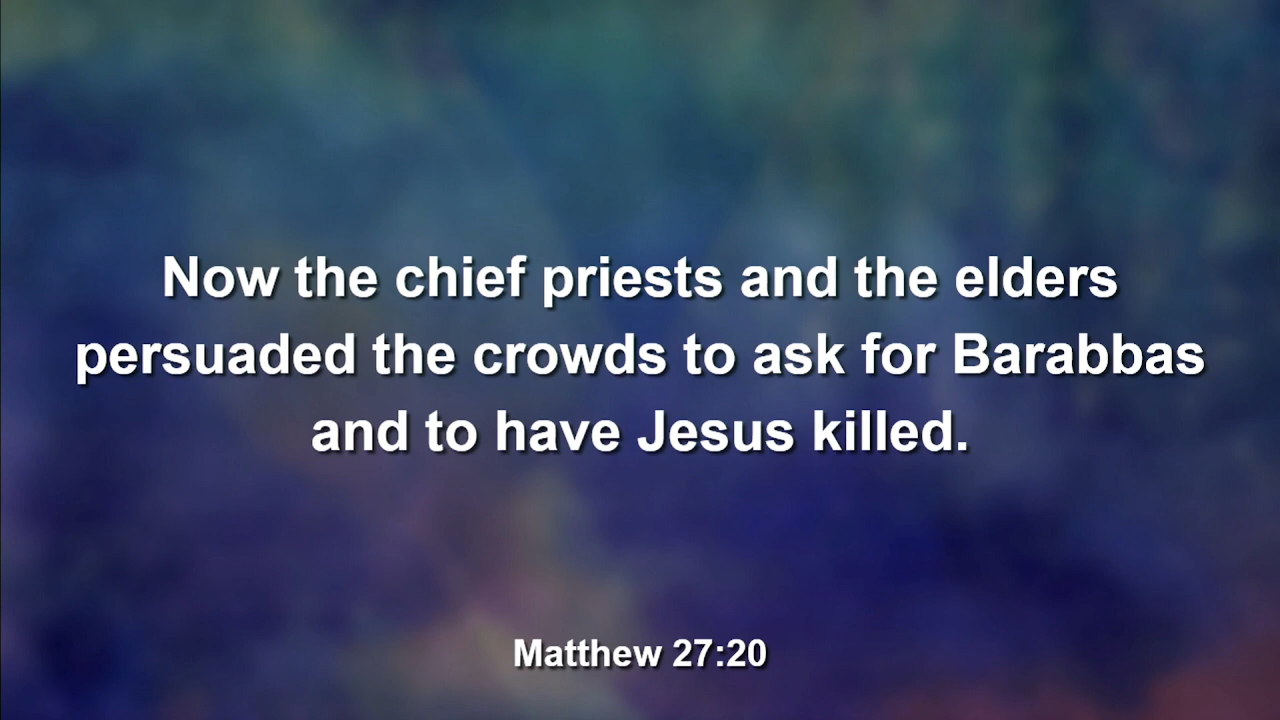 Now the chief priests and the elders
persuaded the crowds to ask for Barabbas
and to have Jesus killed.
Matthew 27:20